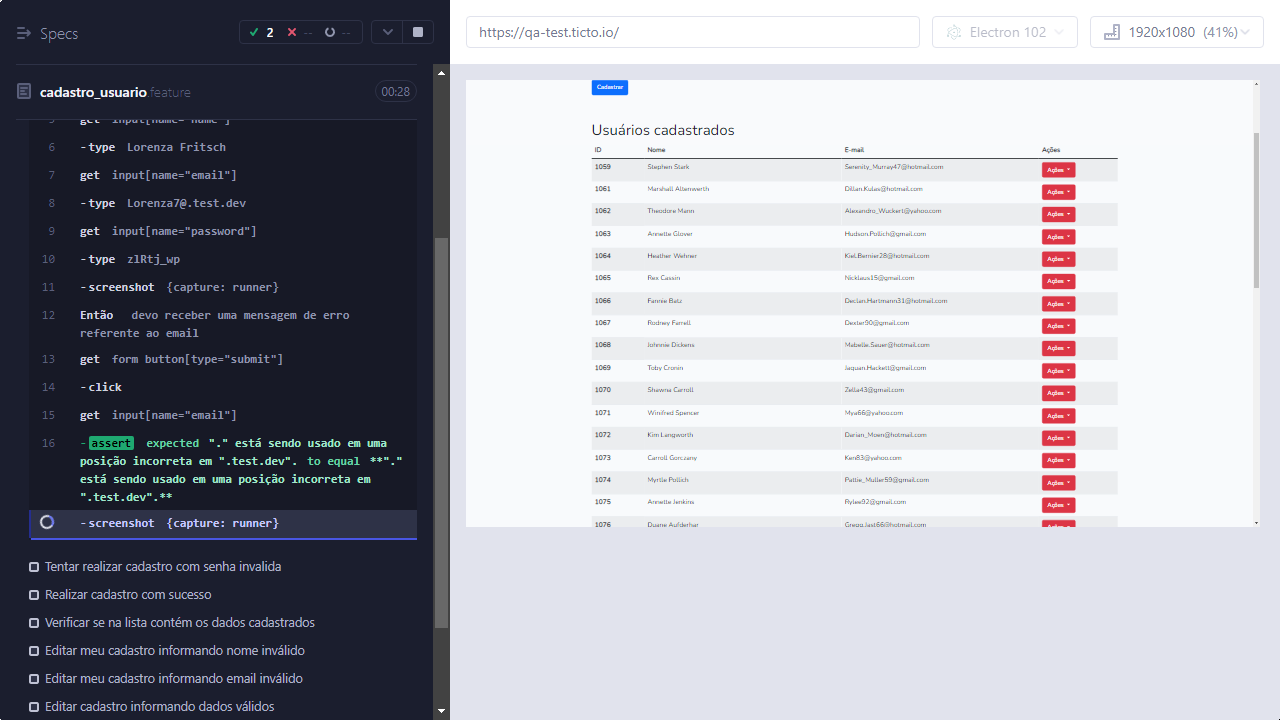 Specs
2
--
--
cadastro_usuario.feature
00:28
get input[name="name"]
6 -type Lorenza Fritsch
7 get input[name="email"]
8 -type Lorenza7@.test.dev
9 get input[name="password"]
10 -type zlRtj_wp
11 -screenshot {capture: runner}
12 Então devo receber uma mensagem de erro
referente ao email
13 get form button[type="submit"]
14 -click
15 get input[name="email"]
16 -assert expected "." está sendo usado em uma
posição incorreta em ".test.dev". to equal **"."
está sendo usado em uma posição incorreta em
".test.dev".**
-screenshot {capture: runner}
Tentar realizar cadastro com senha invalida
Realizar cadastro com sucesso
Verificar se na lista contém os dados cadastrados
Editar meu cadastro informando nome inválido
Editar meu cadastro informando email inválido
Editar cadastro informando dados válidos
https://qa-test.ticto.io/
Electron 102
1920x1080 (41%)
Cadastrar
Usuários cadastrados
ID Nome E-mail Ações
1059 Stephen Stark Serenity_Murray47@hotmail.com Ações
1061 Marshall Altenwerth Dillan.Kulas@hotmail.com Ações
1062 Theodore Mann Alexandro_Wuckert@yahoo.com Ações
1063 Annette Glover Hudson.Pollich@gmail.com Ações
1064 Heather Wehner Kiel.Bernier28@hotmail.com Ações
1065 Rex Cassin Nicklaus15@gmail.com Ações
1066 Fannie Batz Declan.Hartmann31@hotmail.com Ações
1067 Rodney Farrell Dexter90@gmail.com Ações
1068 Johnnie Dickens Mabelle.Sauer@hotmail.com Ações
1069 Toby Cronin Jaquan.Hackett@gmail.com Ações
1070 Shawna Carroll Zella43@gmail.com Ações
1071 Winifred Spencer Mya66@yahoo.com Ações
1072 Kim Langworth Darian_Moen@hotmail.com Ações
1073 Carroll Gorczany Ken83@yahoo.com Ações
1074 Myrtle Pollich Pattie_Muller59@gmail.com Ações
1075 Annette Jenkins Rylee92@gmail.com Ações
1076 Duane Aufderhar Gregg.Jast66@hotmail.com Ações